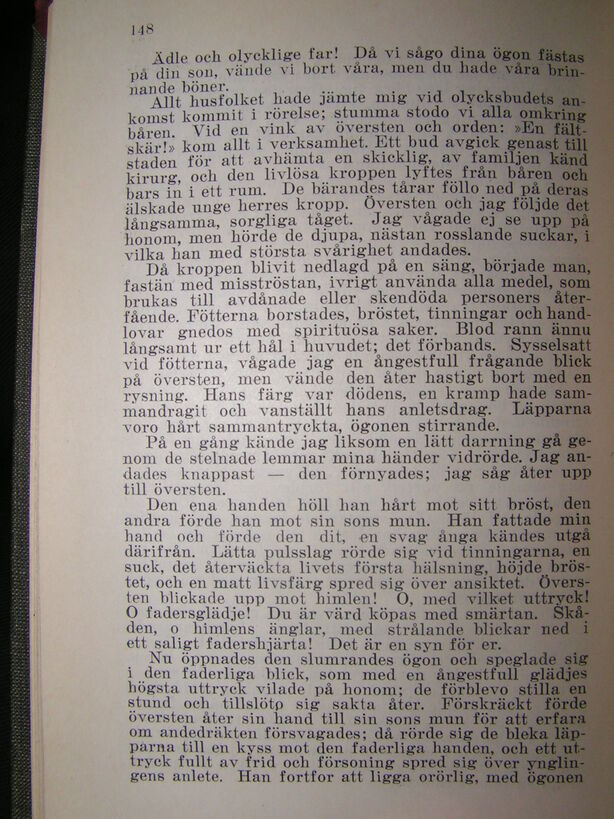 148
Ädle och olycklige far! Då vi sågo dina ögon fästas
på din son, vände vi bort våra, men du hade våra brin-
nande böner.
Allt husfolket hade jämte mig vid olycksbudets an-
komst kommit i rörelse; stumma stodo vi alla omkring
båren. Vid en vink av översten och orden: »En fält-
skär!» kom allt i verksamhet. Ett bud avgick genast till
staden för att avhämta en skicklig, av familjen känd
kirurg, och den livlösa kroppen lyftes från båren och
bars in i ett rum. De bärandes tårar föllo ned på deras
älskade unge herres kropp. Översten och jag följde det
långsamma, sorgliga tåget. Jag vågade ej se upp på
honom, men hörde de djupa, nästan rosslande suckar, i
vilka han med största svårighet andades.
Då kroppen blivit nedlagd på en säng, började man,
fastän med misströstan, ivrigt använda alla medel, som
brukas till avdånade eller skendöda personers åter-
fående. Fötterna borstades, bröstet, tinningar och hand-
lovar gnedos med spirituösa saker. Blod rann ännu
långsamt ur ett hål i huvudet; det förbands. Sysselsatt
vid fötterna, vågade jag en ångestfull frågande blick
på översten, men vände den åter hastigt bort med en
rysning. Hans färg var dödens, en kramp hade sam-
mandragit och vanställt hans anletsdrag. Läpparna
voro hårt sammantryckta, ögonen stirrande.
På en gång kände jag liksom en lätt darrning gå ge-
nom de stelnade lemmar mina händer vidrörde. Jag an-
dades knappast — den förnyades; jag såg åter upp
till översten.
Den ena handen höll han hårt mot sitt bröst, den
andra förde han mot sin sons mun. Han fattade min
hand och förde den dit, en svag ånga kändes utgå
därifrån. Lätta pulsslag rörde sig vid tinningarna, en
suck, det återväckta livets första hälsning, höjde brös-
tet, och en matt livsfärg spred sig över ansiktet. Övers-
ten blickade upp mot himlen! O, med vilket uttryck!
O fadersglädje! Du är värd köpas med smärtan. Skå-
den, o himlens änglar, med strålande blickar ned i
ett saligt fadershjärta! Det är en syn för er.
Nu öppnades den slumrandes ögon och speglade sig
i den faderliga blick, som med en ångestfull glädjes
högsta uttryck vilade på honom; de förblevo stilla en
stund och tillslöto sig sakta åter. Förskräckt förde
översten åter sin hand till sin sons mun för att erfara
om andedräkten försvagades; då rörde sig de bleka läp-
parna till en kyss mot den faderliga handen, och ett ut-
tryck fullt av frid och försoning spred sig över ynglin-
gens anlete. Han fortfor att ligga orörlig, med ögonen